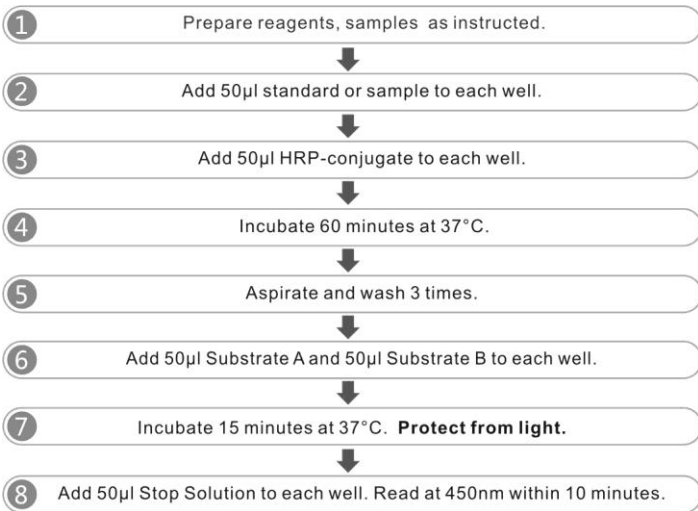 1 Prepare reagents, samples as instructed.
2 Add 50μl standard or sample to each well.
3 Add 50μl HRP-conjugate to each well.
4 Incubate 60 minutes at 37°C.
5 Aspirate and wash 3 times.
6 Add 50μl Substrate A and 50μl Substrate B to each well.
7 Incubate 15 minutes at 37°C. Protect from light.
8 Add 50μl Stop Solution to each well. Read at 450nm within 10 minutes.